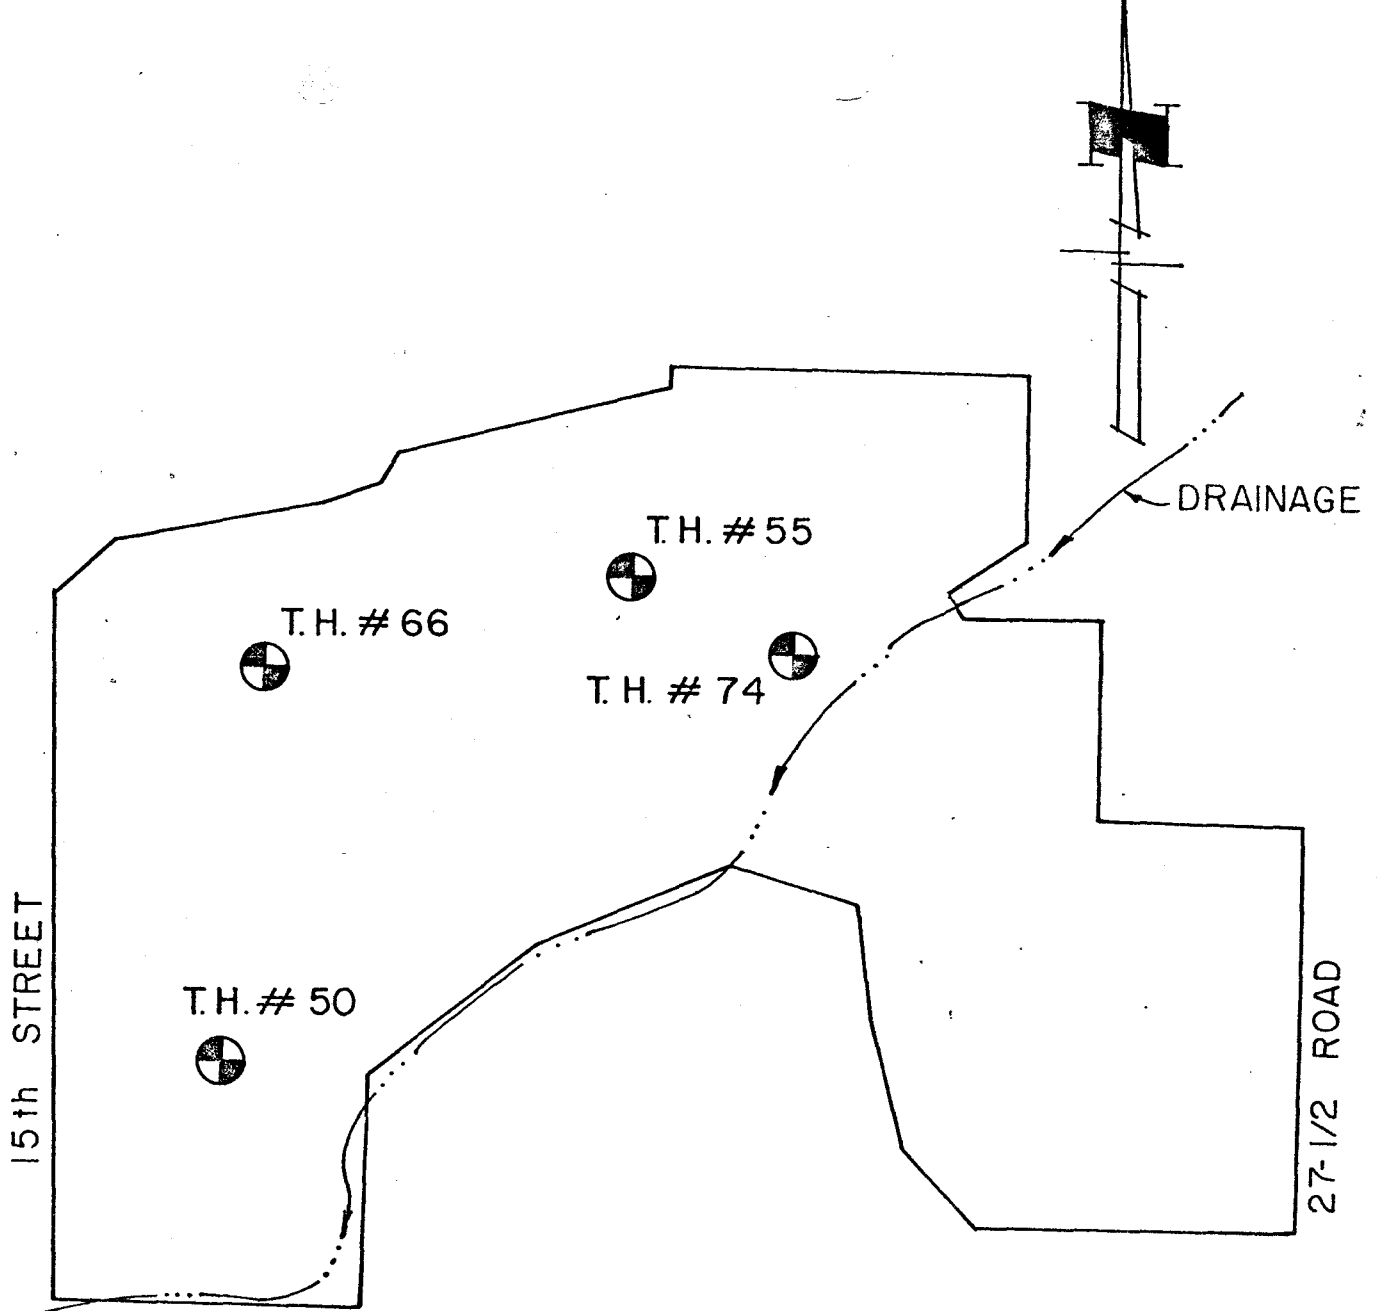 DRAINAGE
T.H. # 55
T.H. # 66
T.H. # 74
15th STREET
T.H. # 50
27-1/2 ROAD